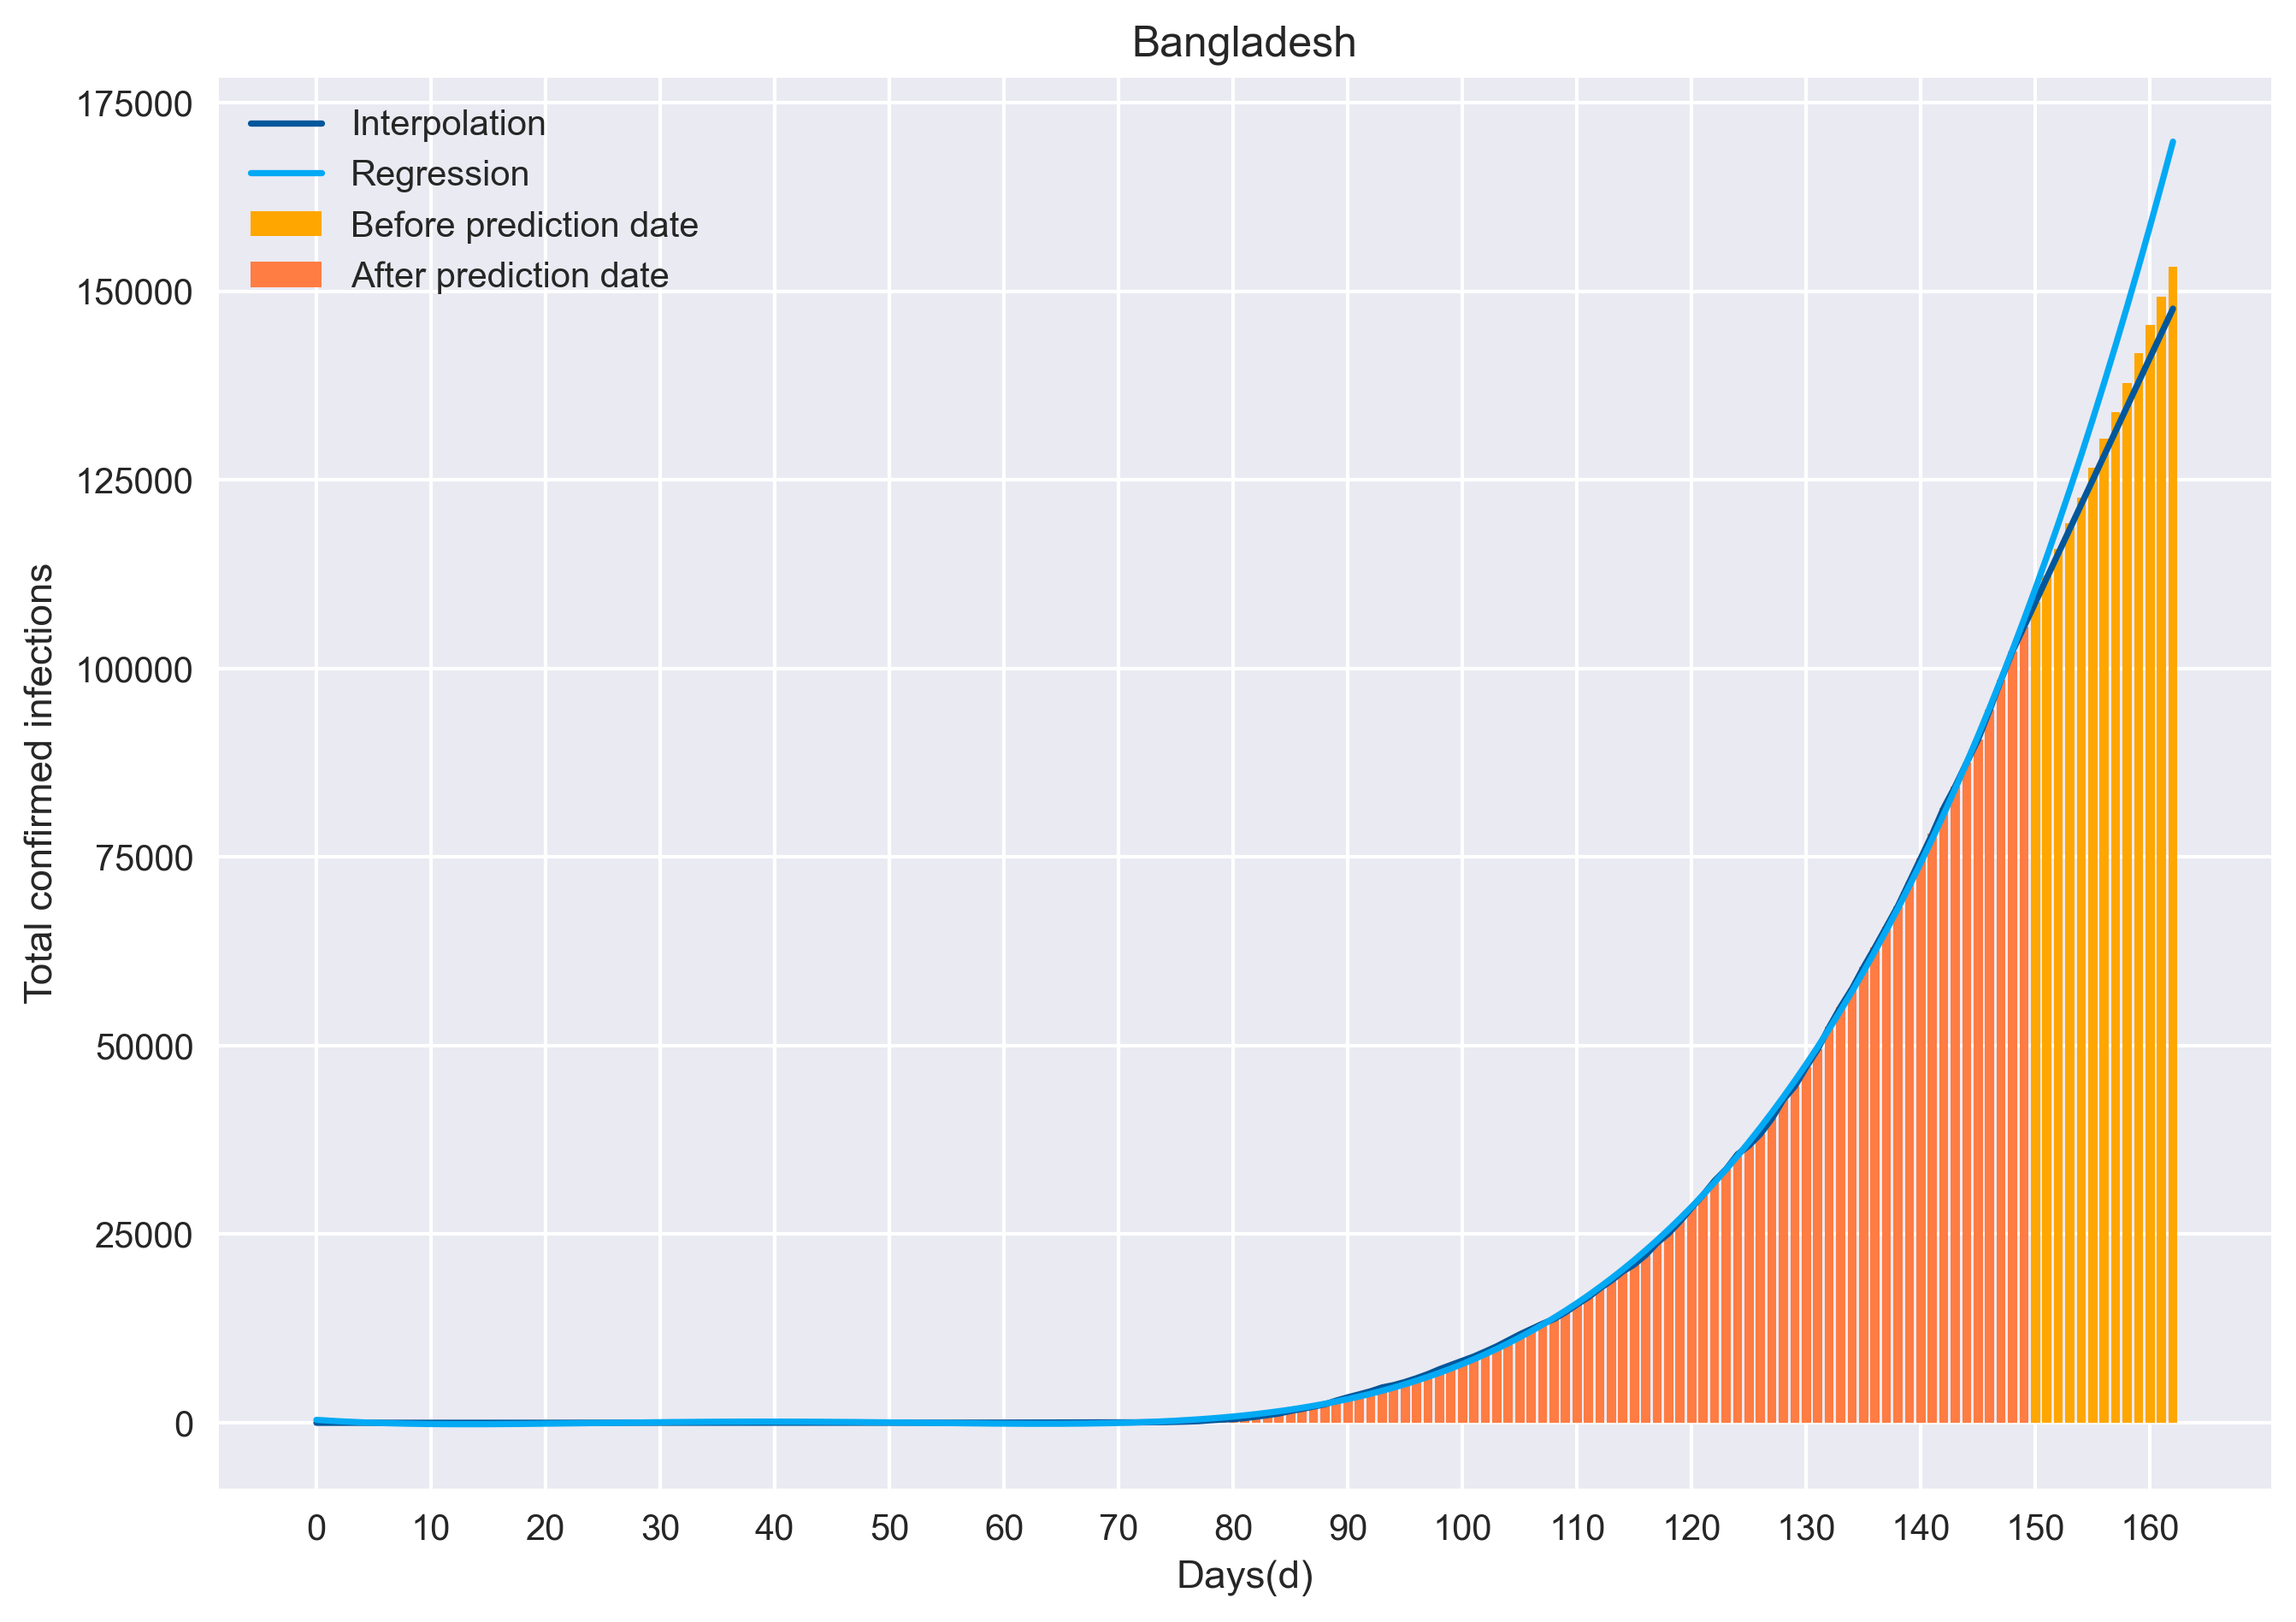 Bangladesh
175000
150000
125000
100000
75000
50000
25000
0
Interpolation
Regression
Before prediction date
After prediction date
Total confirmed infections
0 10 20 30 40 50 60 70 80 90 100 110 120 130 140 150 160
Days(d)